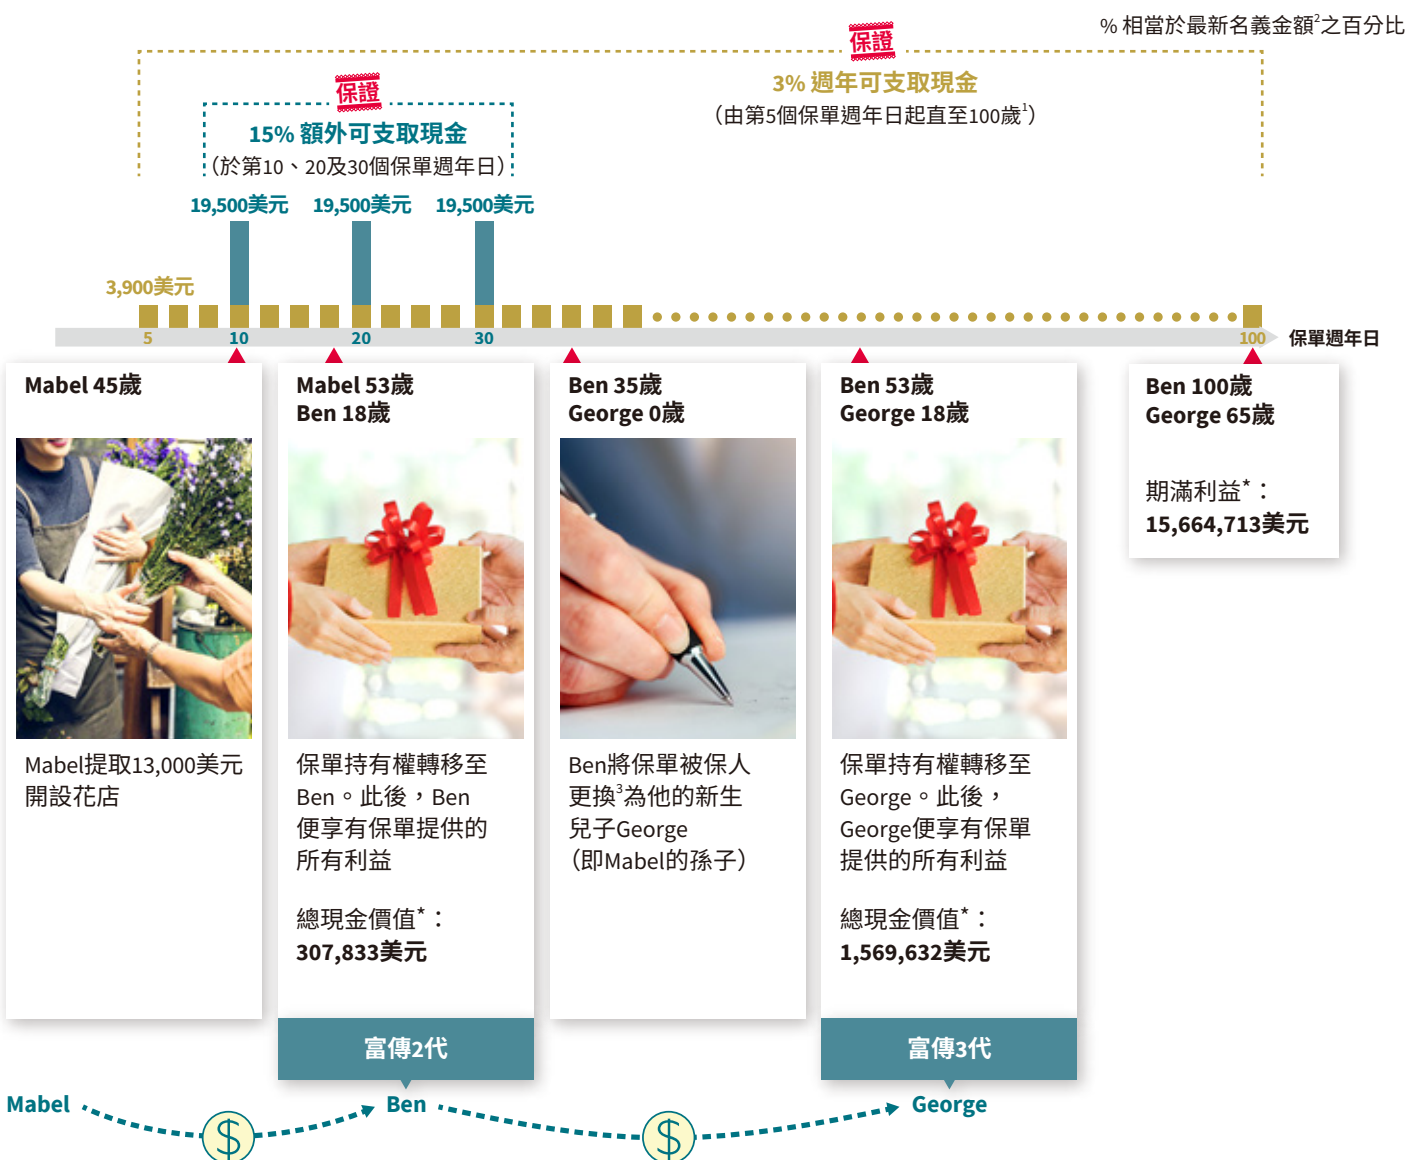 % 相當於最新名義金額²之百分比
保證
3% 週年可支取現金
（由第5個保單週年日起直至100歲¹）
保證
15% 額外可支取現金
（於第10、20及30個保單週年日）
19,500美元 19,500美元 19,500美元
3,900美元
5 10 20 30 100 保單週年日
Mabel 45歲
Mabel提取13,000美元
開設花店
Mabel 53歲
Ben 18歲
保單持有權轉移至
Ben。此後，Ben
便享有保單提供的
所有利益
總現金價值*：
307,833美元
富傳2代
Ben 35歲
George 0歲
Ben將保單被保人
更換³為他的新生
兒子George
（即Mabel的孫子）
Ben 53歲
George 18歲
保單持有權轉移至
George。此後，
George便享有保單
提供的所有利益
總現金價值*：
1,569,632美元
富傳3代
Ben 100歲
George 65歲
期滿利益*：
15,664,713美元
Mabel $ Ben $ George